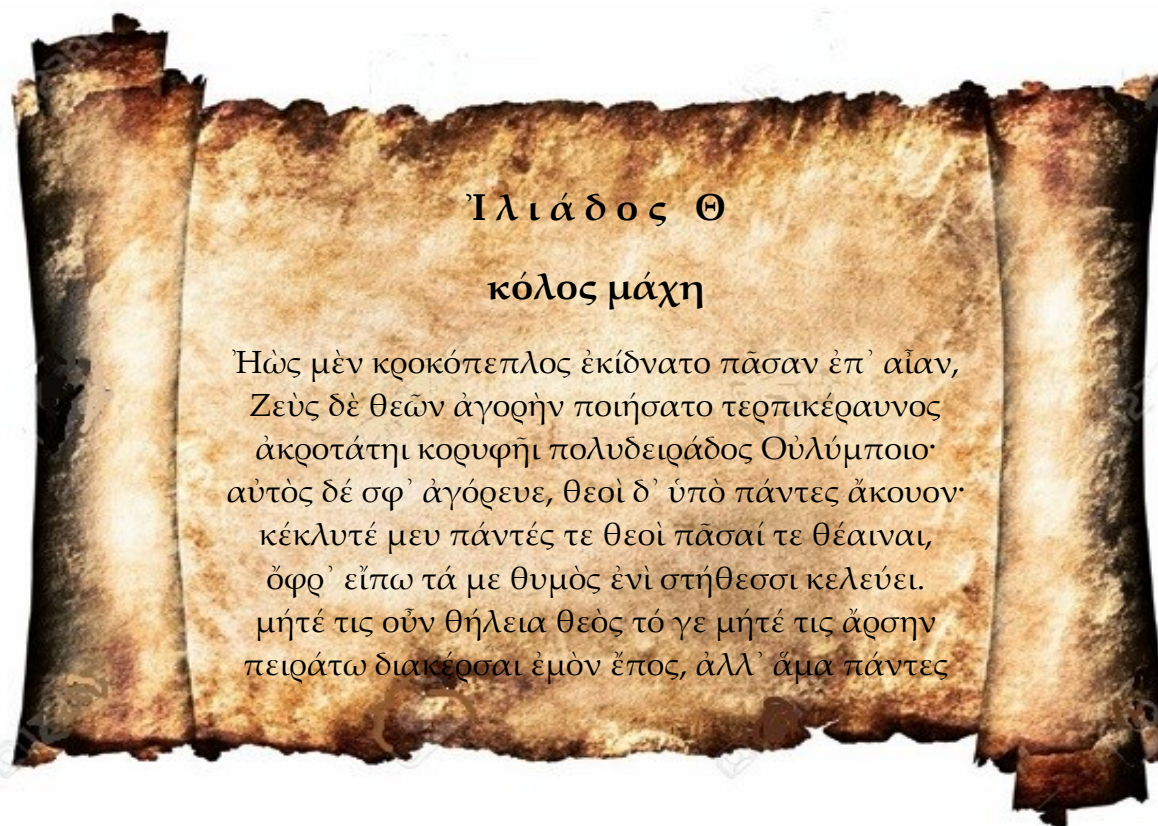 Ἰλιάδος Θ
κόλος μάχη
Ἠὼς μὲν κροκόπεπλος ἐκίδνατο πᾶσαν ἐπ᾽ αἶαν,
Ζεὺς δὲ θεῶν ἀγορὴν ποιήσατο τερπικέραυνος
ἀκροτάτηι κορυφῆι πολυδειράδος Οὐλύμποιο·
αὐτὸς δέ σφ᾽ ἀγόρευε, θεοὶ δ᾽ ὑπὸ πάντες ἄκουον·
κέκλυτέ μευ πάντές τε θεοὶ πᾶσαί τε θέαιναι,
ὄφρ᾽ εἴπω τά με θυμὸς ἐνὶ στήθεσσι κελεύει.
μήτέ τις οὖν θήλεια θεὸς τό γε μήτέ τις ἄρσην
πειράτω διακέρσαι ἐμὸν ἔπος, ἀλλ᾽ ἅμα πάντες